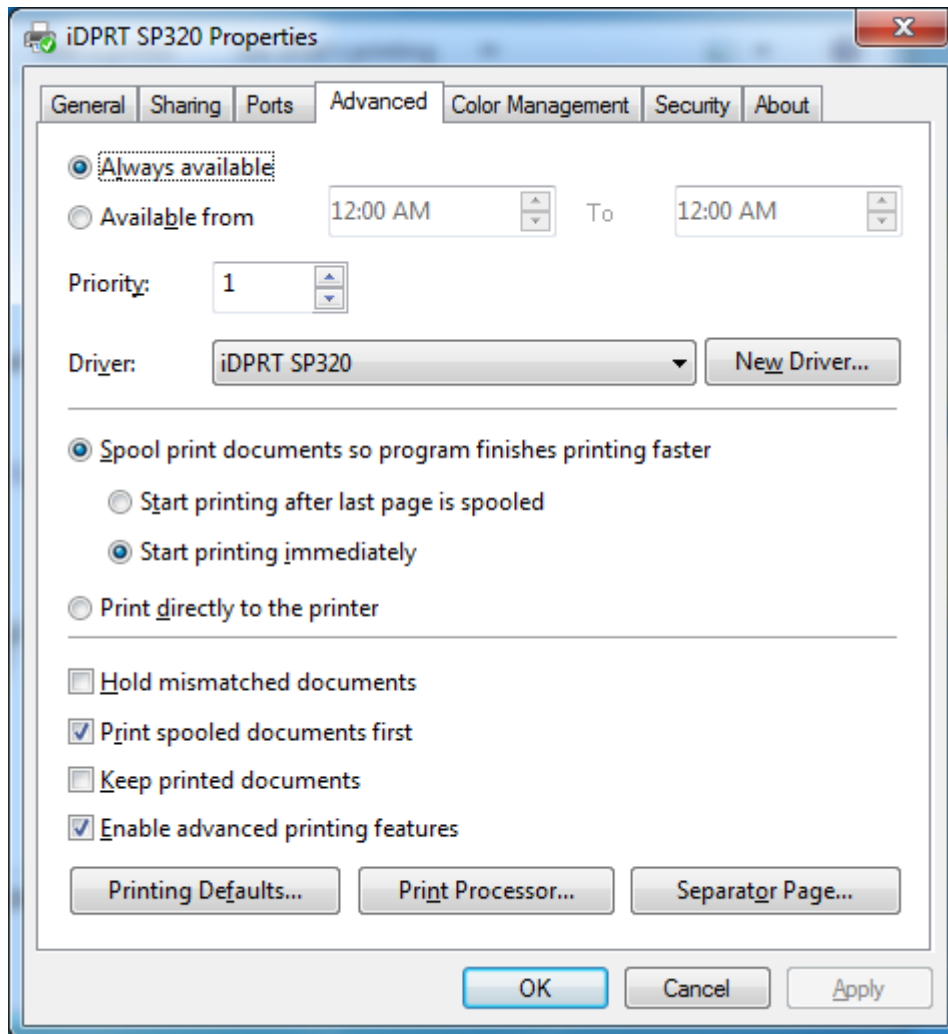 iDPRT SP320 Properties
General Sharing Ports Advanced Color Management Security About
Always available
Available from 12:00 AM To 12:00 AM
Priority: 1
Driver: iDPRT SP320 New Driver...
Spool print documents so program finishes printing faster
Start printing after last page is spooled
Start printing immediately
Print directly to the printer
Hold mismatched documents
Print spooled documents first
Keep printed documents
Enable advanced printing features
Printing Defaults... Print Processor... Separator Page...
OK Cancel Apply